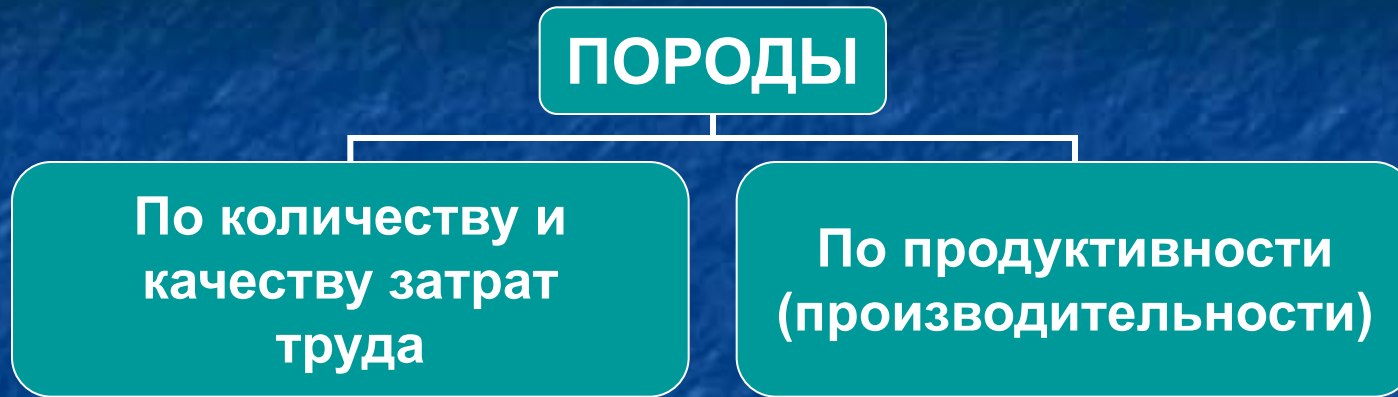 ПОРОДЫ
По количеству и
качеству затрат
труда
По продуктивности
(производительности)